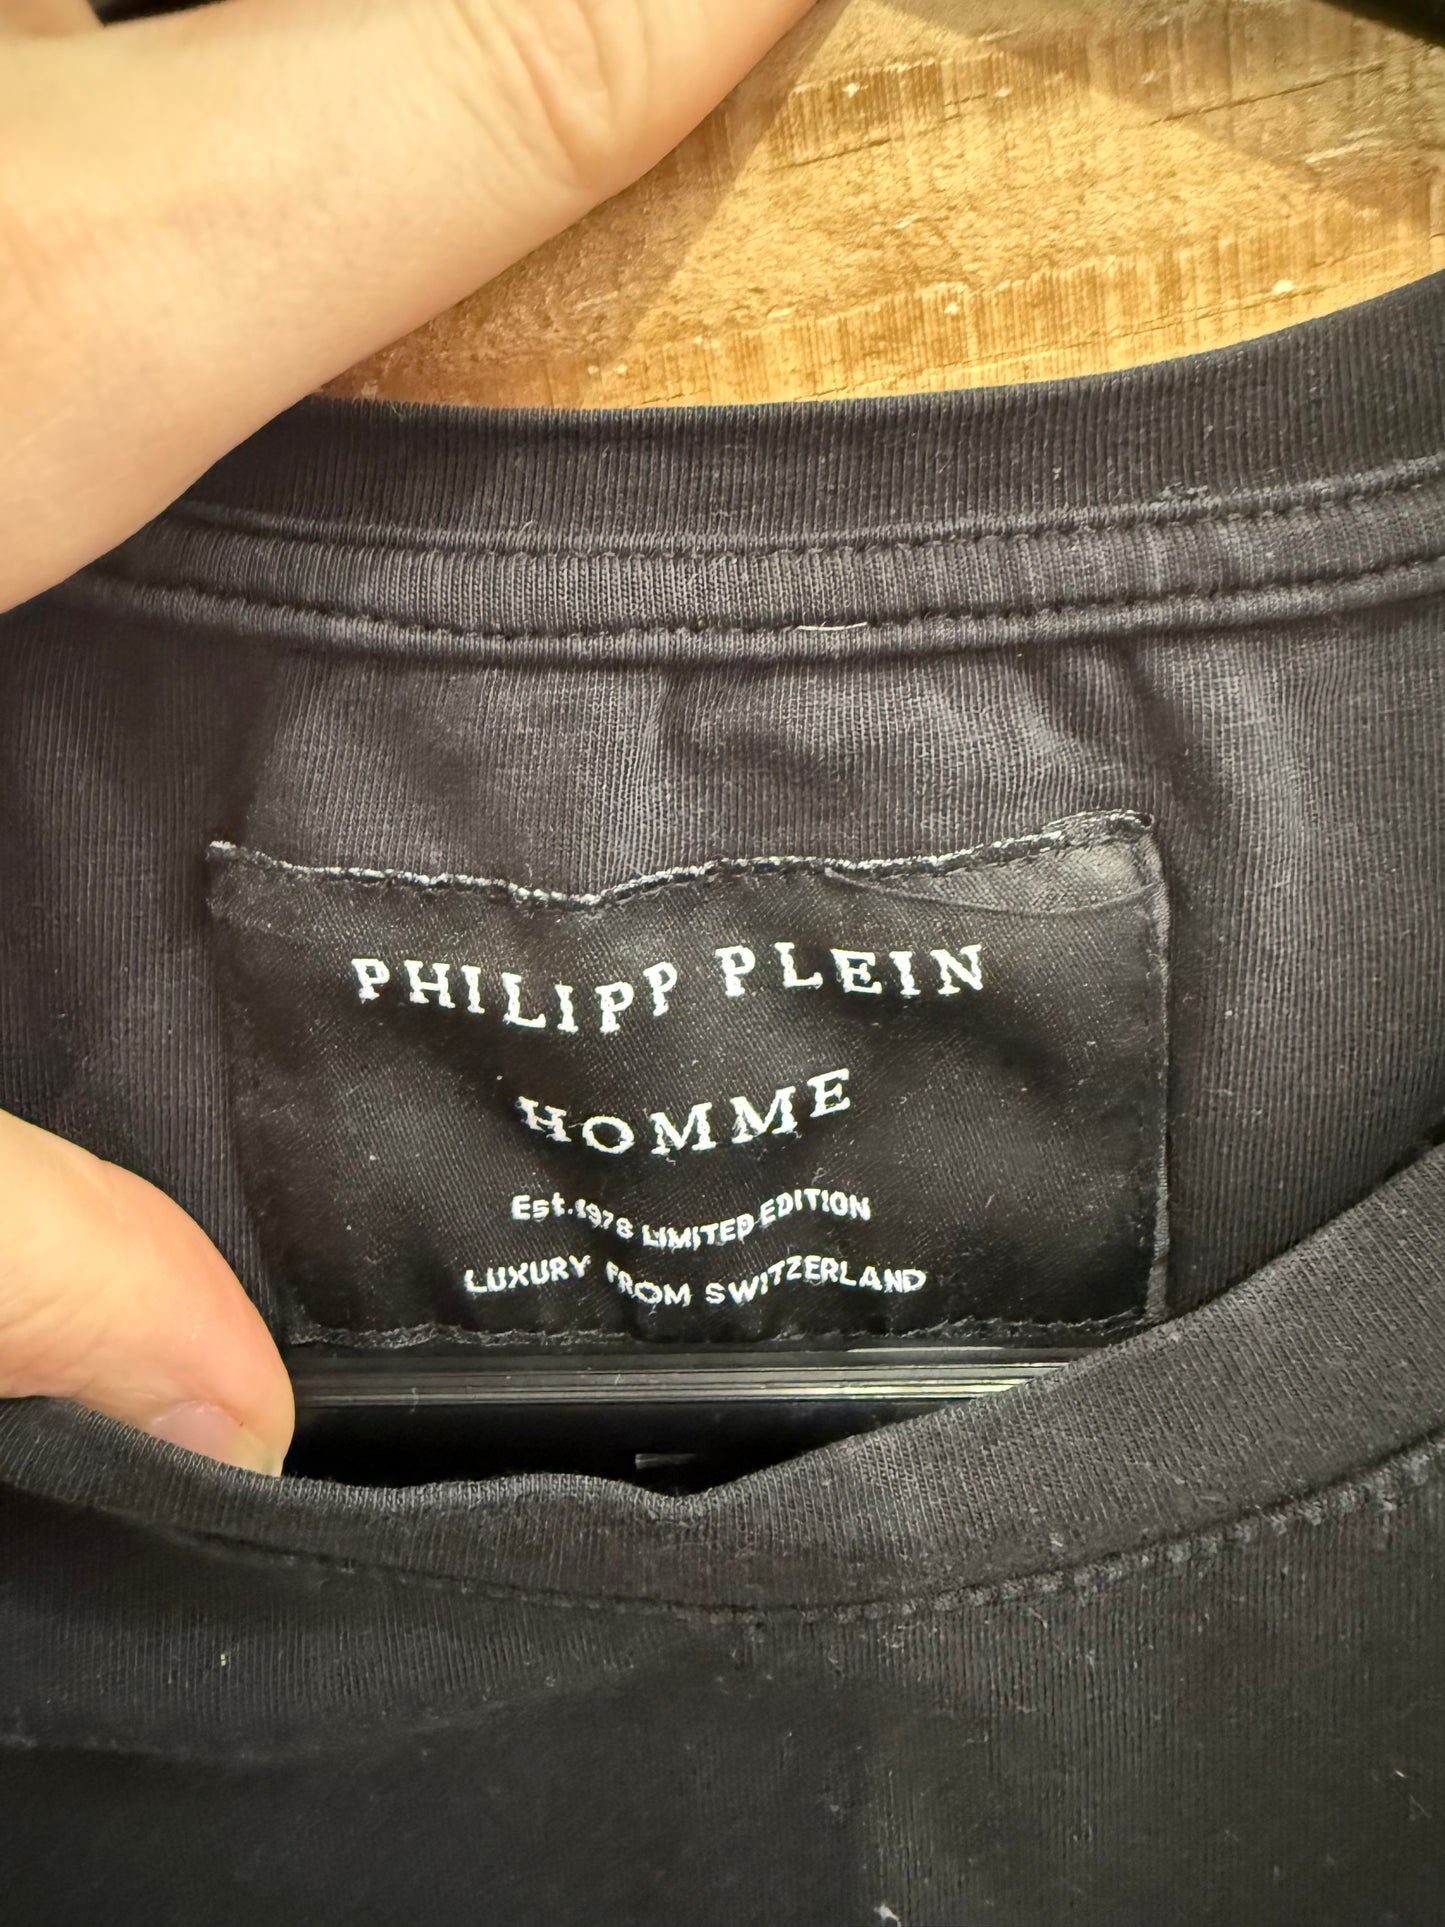 PHILIPP PLEIN
HOMME
Est.1978 LIMITED EDITION
LUXURY FROM SWITZERLAND